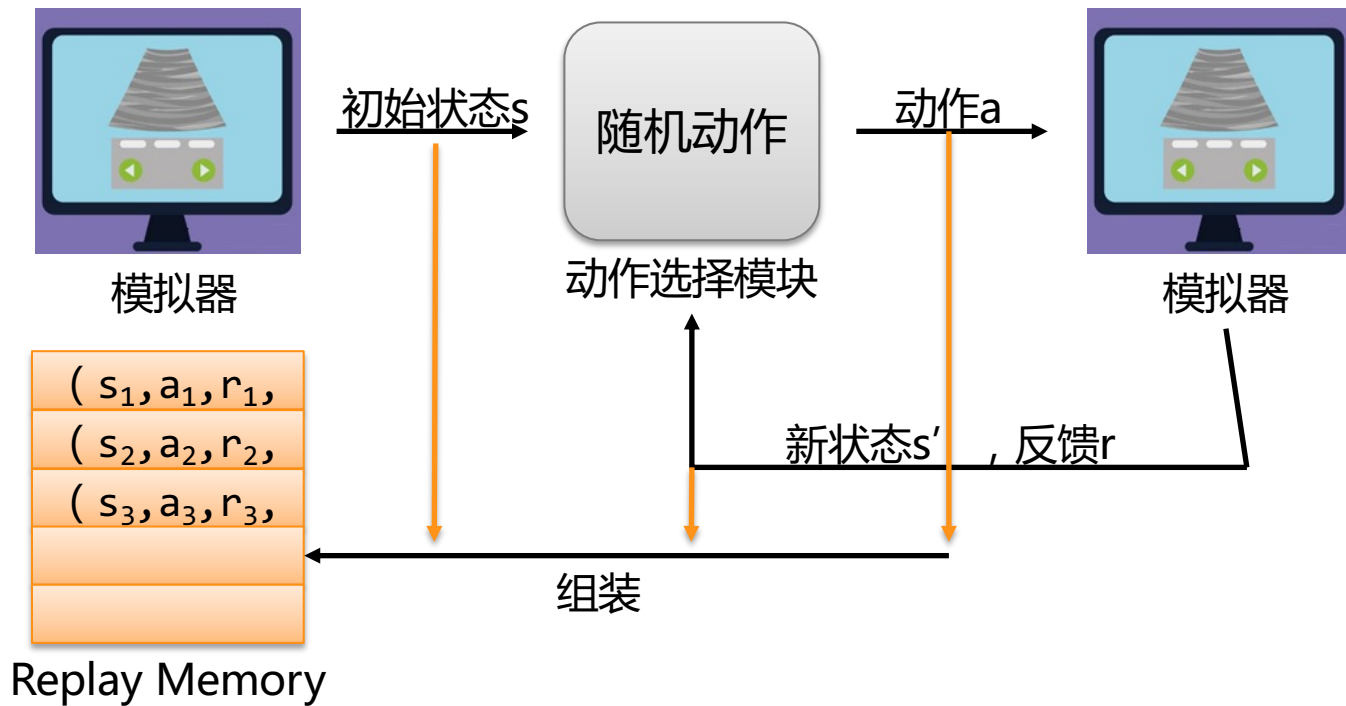 初始状态s
随机动作
动作a
模拟器
动作选择模块
模拟器
( s₁,a₁,r₁,
( s₂,a₂,r₂,
( s₃,a₃,r₃,
新状态s′ ，反馈r
组装
Replay Memory